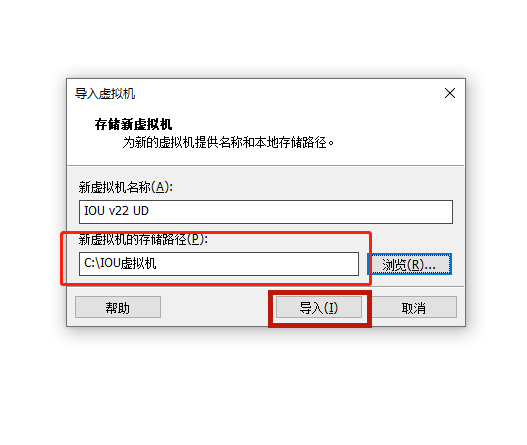 导入虚拟机
存储新虚拟机
为新的虚拟机提供名称和本地存储路径。
新虚拟机名称(A):
IOU v22 UD
新虚拟机的存储路径(P):
C:\IOU虚拟机
浏览(R)...
帮助
导入(I)
取消